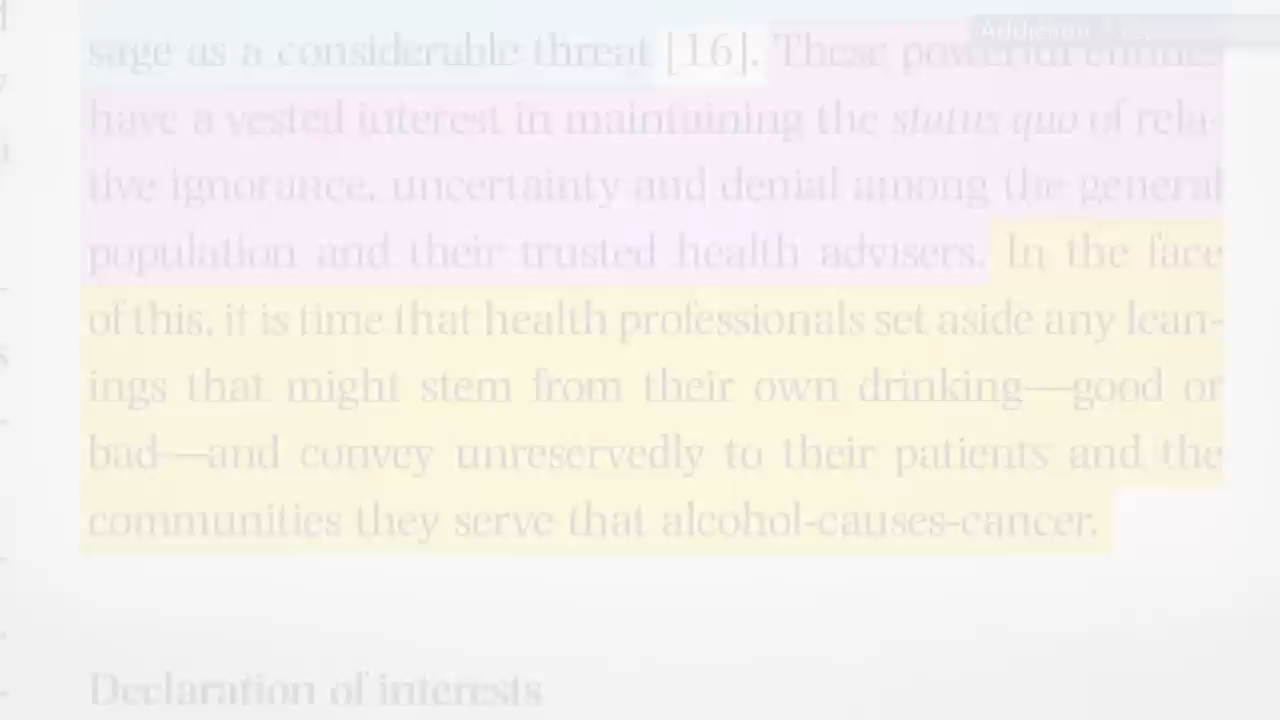 Addiction
sage as a considerable threat [16]. These powerful entities
have a vested interest in maintaining the status quo of rela-
tive ignorance, uncertainty and denial among the general
population and their trusted health advisers. In the face
of this, it is time that health professionals set aside any lean-
ings that might stem from their own drinking—good or
bad—and convey unreservedly to their patients and the
communities they serve that alcohol-causes-cancer.
Declaration of interests